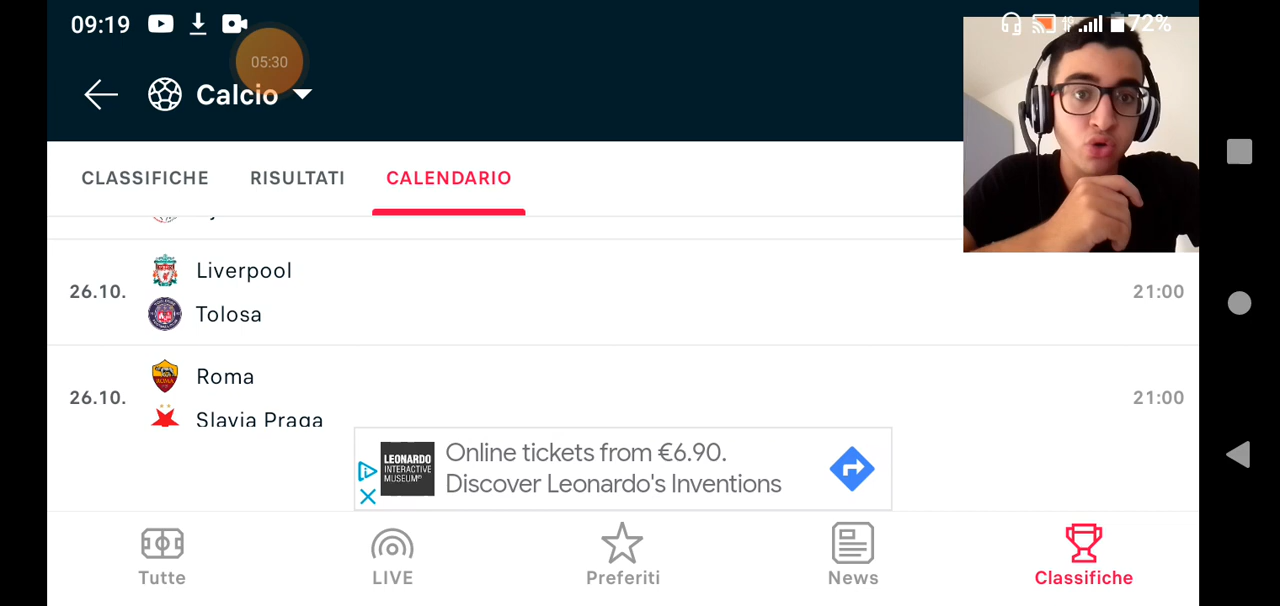 09:19
72%
05:30
Calcio
CLASSIFICHE RISULTATI CALENDARIO
26.10.
Liverpool
Tolosa
21:00
26.10.
Roma
Slavia Praga
21:00
LEONARDO
INTERACTIVE
MUSEUM
Online tickets from €6.90.
Discover Leonardo's Inventions
Tutte LIVE Preferiti News Classifiche